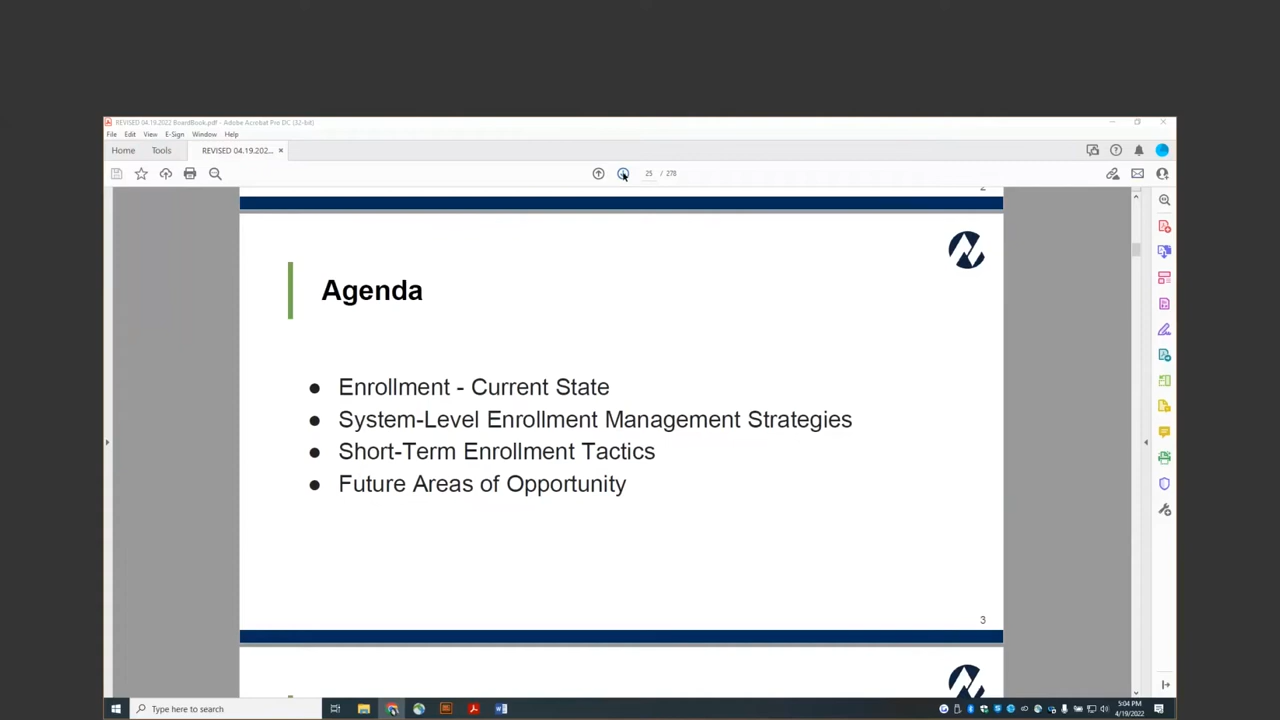 REVISED 04.19.2022 BoardBook.pdf - Adobe Acrobat Pro DC (32-bit)
File Edit View E-Sign Window Help
Home Tools REVISED 04.19.202... ×
25 / 278
2
Agenda
● Enrollment - Current State
● System-Level Enrollment Management Strategies
● Short-Term Enrollment Tactics
● Future Areas of Opportunity
3
Type here to search
5:04 PM
4/19/2022